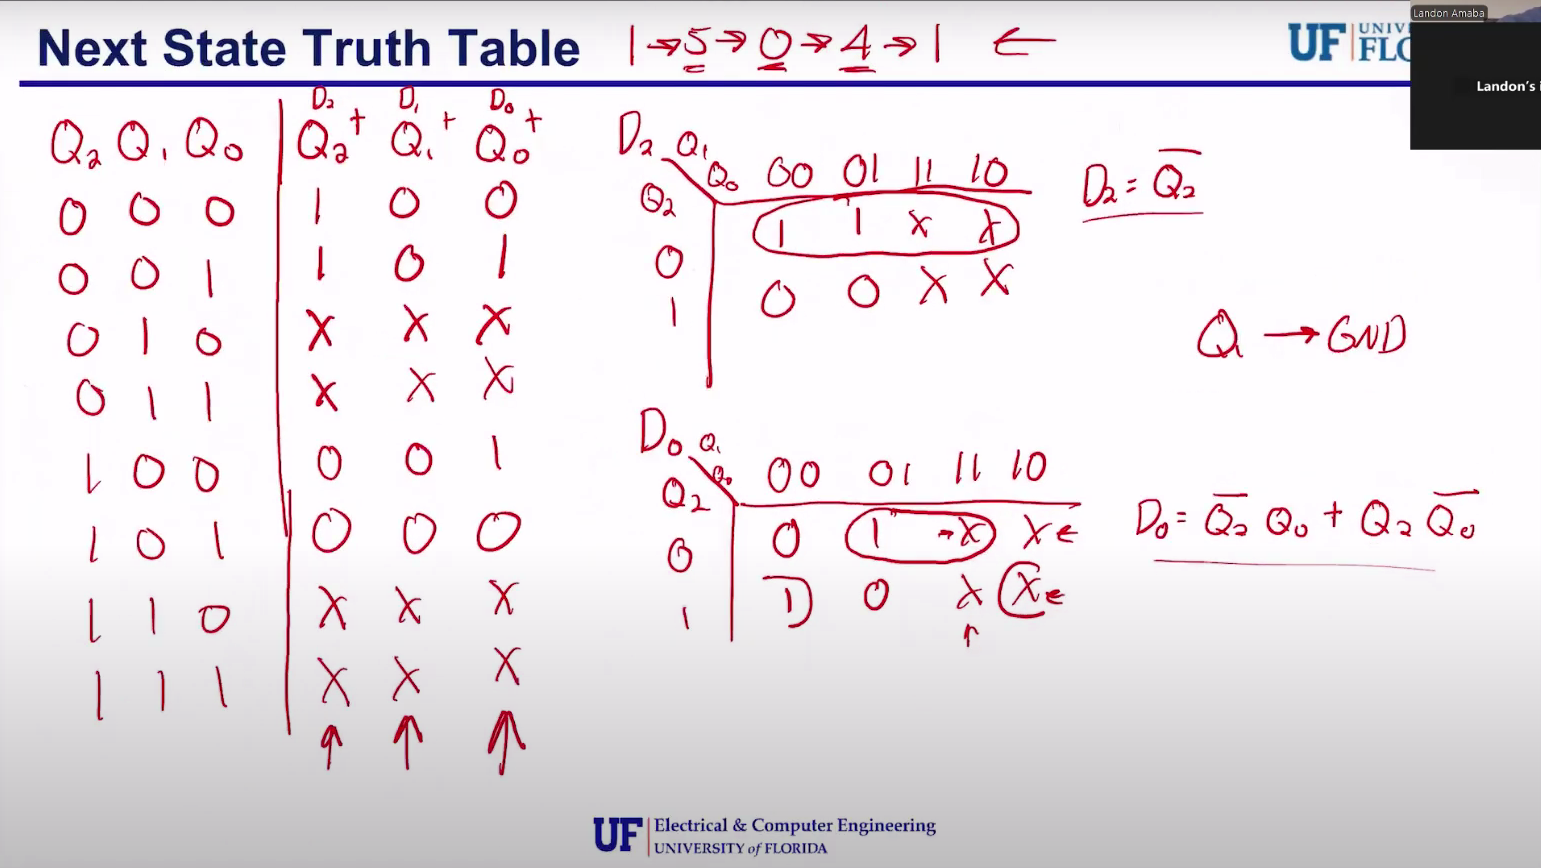 Landon Amaba
Next State Truth Table 1 → 5 → 0 → 4 → 1 ←
UF UNIV
FLO
Landon's i
D₂ D₁ D₀
Q₂ Q₁ Q₀ Q₂⁺ Q₁⁺ Q₀⁺
0 0 0 1 0 0
0 0 1 1 0 1
0 1 0 X X X
0 1 1 X X X
1 0 0 0 0 1
1 0 1 0 0 0
1 1 0 X X X
1 1 1 X X X
D₂ Q₁
Q₀ 00 01 11 10
Q₂
0 1 1 X X
1 0 0 X X
D₂ = Q̅₂
Q₁ → GND
D₀ Q₁
Q₀ 00 01 11 10
Q₂
0 0 1 X X
1 1 0 X X
D₀ = Q̅₂ Q₀ + Q₂ Q̅₀
UF Electrical & Computer Engineering
UNIVERSITY of FLORIDA